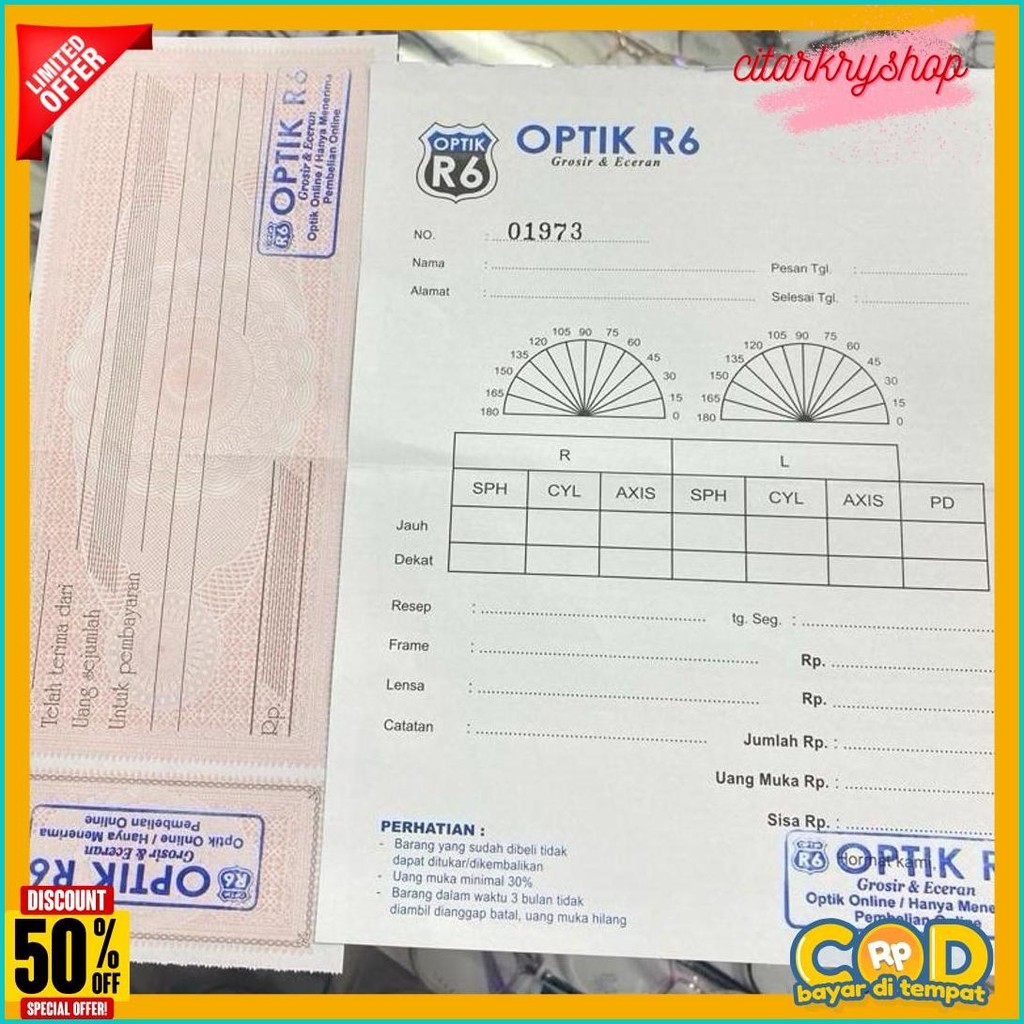 LIMITED
OFFER
citarkryshop
OPTIK R6
Grosir & Eceran
Optik Online / Hanya Menerima
Pembelian Online
R6
Telah terima dari
Uang sejumlah
Untuk pembayaran
Rp.
OPTIK R6
Grosir & Eceran
Optik Online / Hanya Menerima
Pembelian Online
R6
OPTIK
R6
OPTIK R6
Grosir & Eceran
NO. : 01973
Nama : Pesan Tgl. :
Alamat : Selesai Tgl. :
180 165 150 135 120 105 90 75 60 45 30 15 0
180 165 150 135 120 105 90 75 60 45 30 15 0
R L
SPH CYL AXIS SPH CYL AXIS PD
Jauh
Dekat
Resep : tg. Seg. :
Frame : Rp.
Lensa : Rp.
Catatan : Jumlah Rp. :
Uang Muka Rp. :
Sisa Rp. :
PERHATIAN :
- Barang yang sudah dibeli tidak
dapat ditukar/dikembalikan
- Uang muka minimal 30%
- Barang dalam waktu 3 bulan tidak
diambil dianggap batal, uang muka hilang
Hormat kami,
R6
OPTIK R
Grosir & Eceran
Optik Online / Hanya Mene
Pembelian Online
DISCOUNT
50% OFF
SPECIAL OFFER!
COD
RP
bayar di tempat